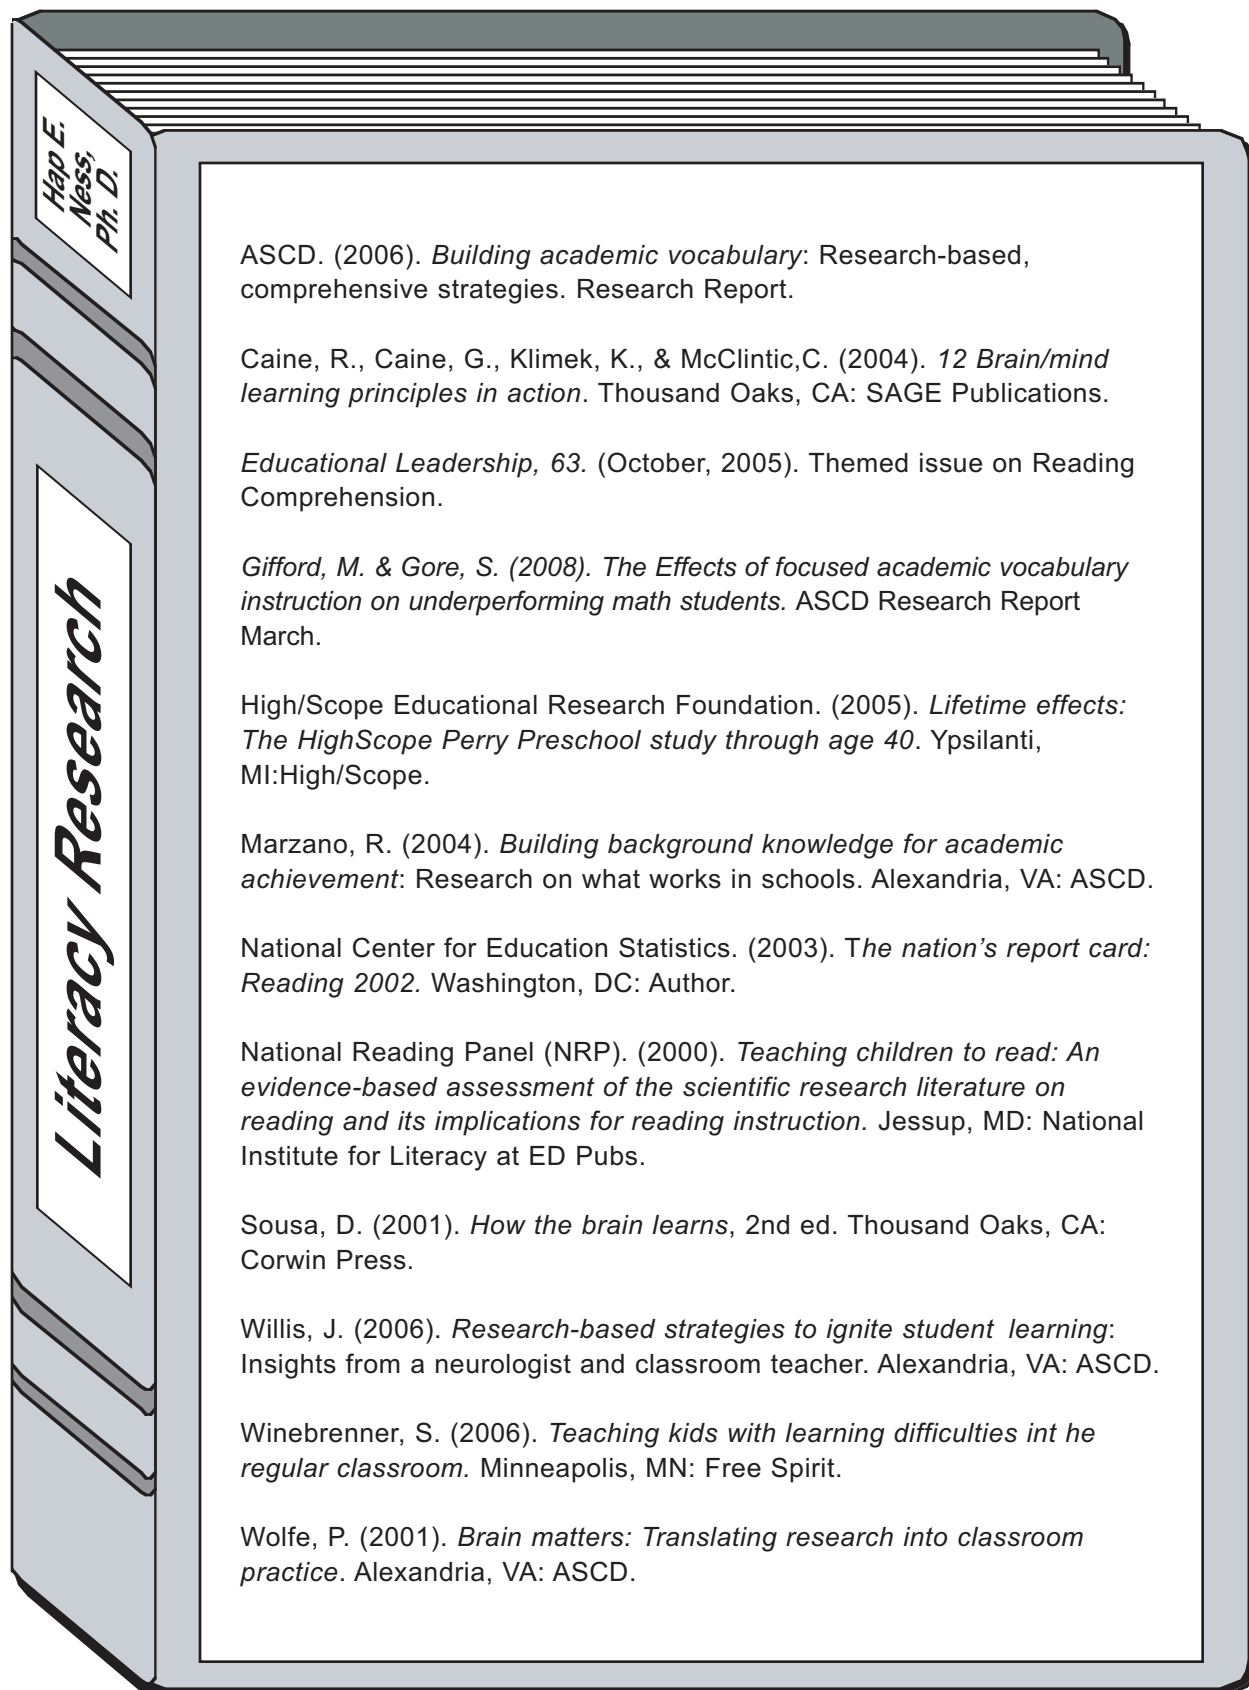 Hap E.
Ness,
Ph. D.
Literacy Research
ASCD. (2006). Building academic vocabulary: Research-based,
comprehensive strategies. Research Report.
Caine, R., Caine, G., Klimek, K., & McClintic,C. (2004). 12 Brain/mind
learning principles in action. Thousand Oaks, CA: SAGE Publications.
Educational Leadership, 63. (October, 2005). Themed issue on Reading
Comprehension.
Gifford, M. & Gore, S. (2008). The Effects of focused academic vocabulary
instruction on underperforming math students. ASCD Research Report
March.
High/Scope Educational Research Foundation. (2005). Lifetime effects:
The HighScope Perry Preschool study through age 40. Ypsilanti,
MI:High/Scope.
Marzano, R. (2004). Building background knowledge for academic
achievement: Research on what works in schools. Alexandria, VA: ASCD.
National Center for Education Statistics. (2003). The nation’s report card:
Reading 2002. Washington, DC: Author.
National Reading Panel (NRP). (2000). Teaching children to read: An
evidence-based assessment of the scientific research literature on
reading and its implications for reading instruction. Jessup, MD: National
Institute for Literacy at ED Pubs.
Sousa, D. (2001). How the brain learns, 2nd ed. Thousand Oaks, CA:
Corwin Press.
Willis, J. (2006). Research-based strategies to ignite student learning:
Insights from a neurologist and classroom teacher. Alexandria, VA: ASCD.
Winebrenner, S. (2006). Teaching kids with learning difficulties int he
regular classroom. Minneapolis, MN: Free Spirit.
Wolfe, P. (2001). Brain matters: Translating research into classroom
practice. Alexandria, VA: ASCD.